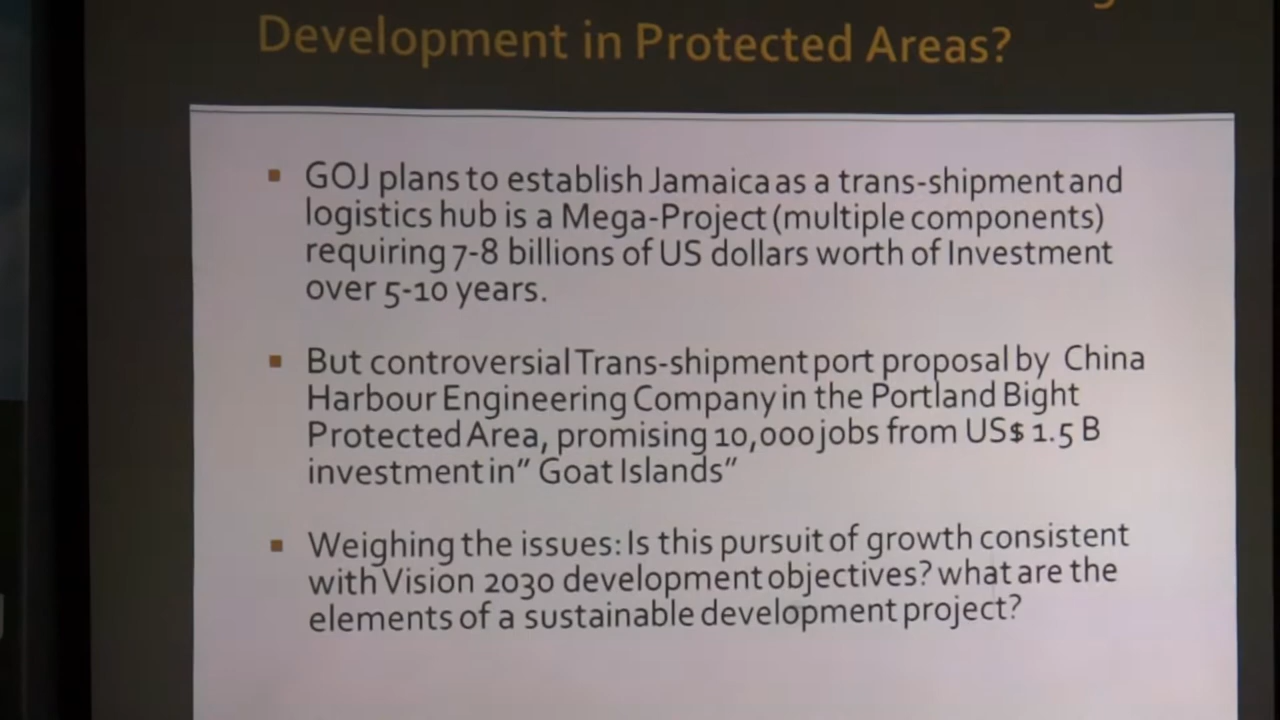 Development in Protected Areas?
GOJ plans to establish Jamaica as a trans-shipment and
logistics hub is a Mega-Project (multiple components)
requiring 7-8 billions of US dollars worth of Investment
over 5-10 years.
But controversial Trans-shipment port proposal by China
Harbour Engineering Company in the Portland Bight
Protected Area, promising 10,000 jobs from US$ 1.5 B
investment in" Goat Islands"
Weighing the issues: Is this pursuit of growth consistent
with Vision 2030 development objectives? what are the
elements of a sustainable development project?